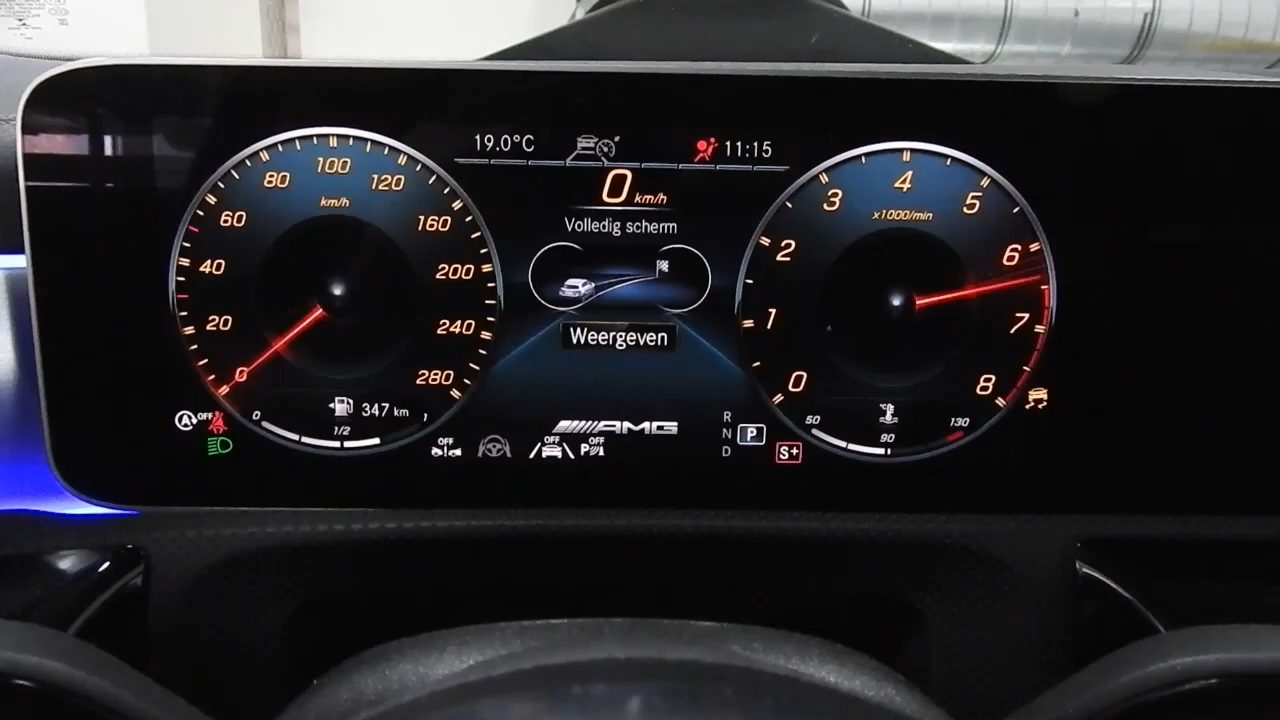 19.0°C
11:15
0 km/h
Volledig scherm
Weergeven
0
20
40
60
80
100
120
160
200
240
280
km/h
0
1/2
1
347 km
A OFF
OFF
OFF
P OFF
AMG
R
N
D
P
S+
0
1
2
3
4
5
6
7
8
x1000/min
50
90
130